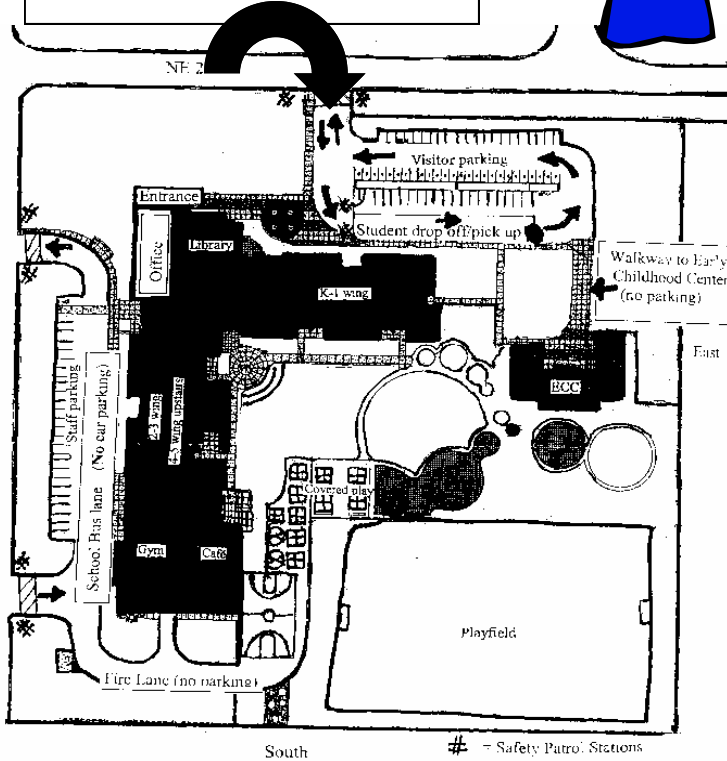 NE 2
Visitor parking
Entrance
Library
Student drop off/pick up
Office
Walkway to Early
Childhood Center
(no parking)
K-1 wing
East
ECC
Staff parking
School Bus lane (No car parking)
2-3 wing
4-5 wing upstairs
Covered play
Gym
Café
Playfield
Fire Lane (no parking)
South
# = Safety Patrol Stations